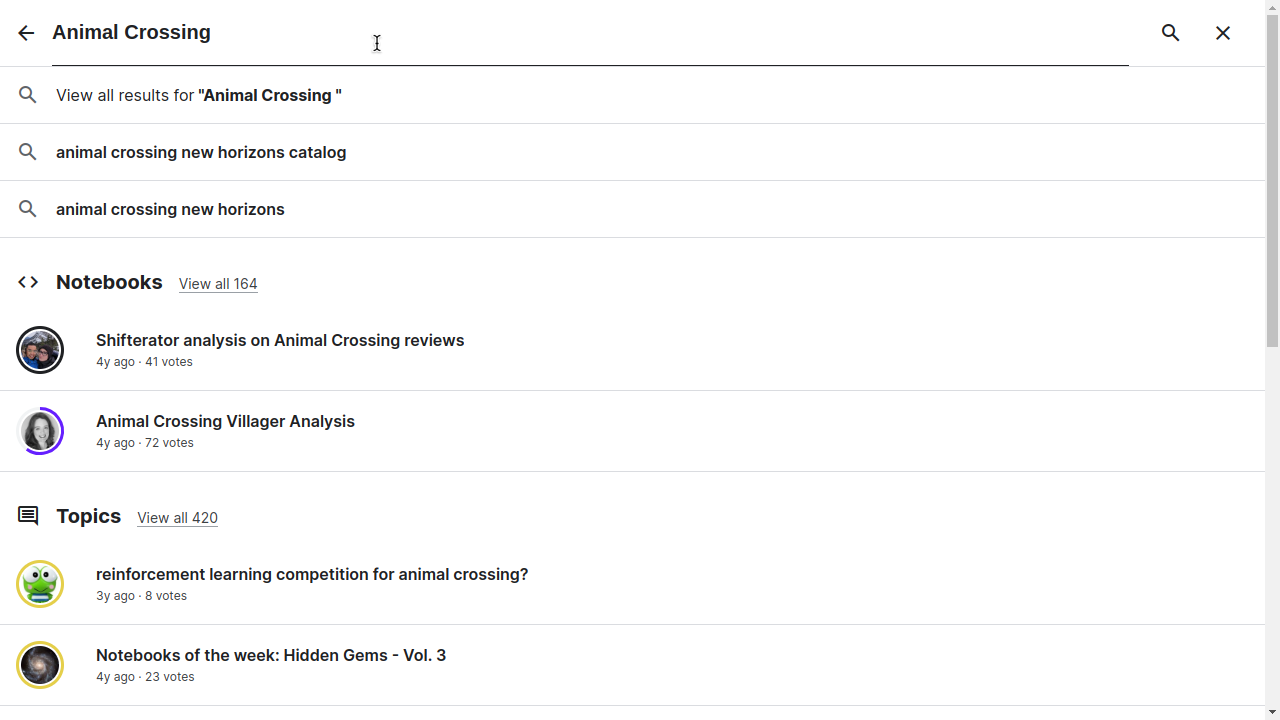 Animal Crossing
View all results for "Animal Crossing "
animal crossing new horizons catalog
animal crossing new horizons
Notebooks View all 164
Shifterator analysis on Animal Crossing reviews
4y ago · 41 votes
Animal Crossing Villager Analysis
4y ago · 72 votes
Topics View all 420
reinforcement learning competition for animal crossing?
3y ago · 8 votes
Notebooks of the week: Hidden Gems - Vol. 3
4y ago · 23 votes